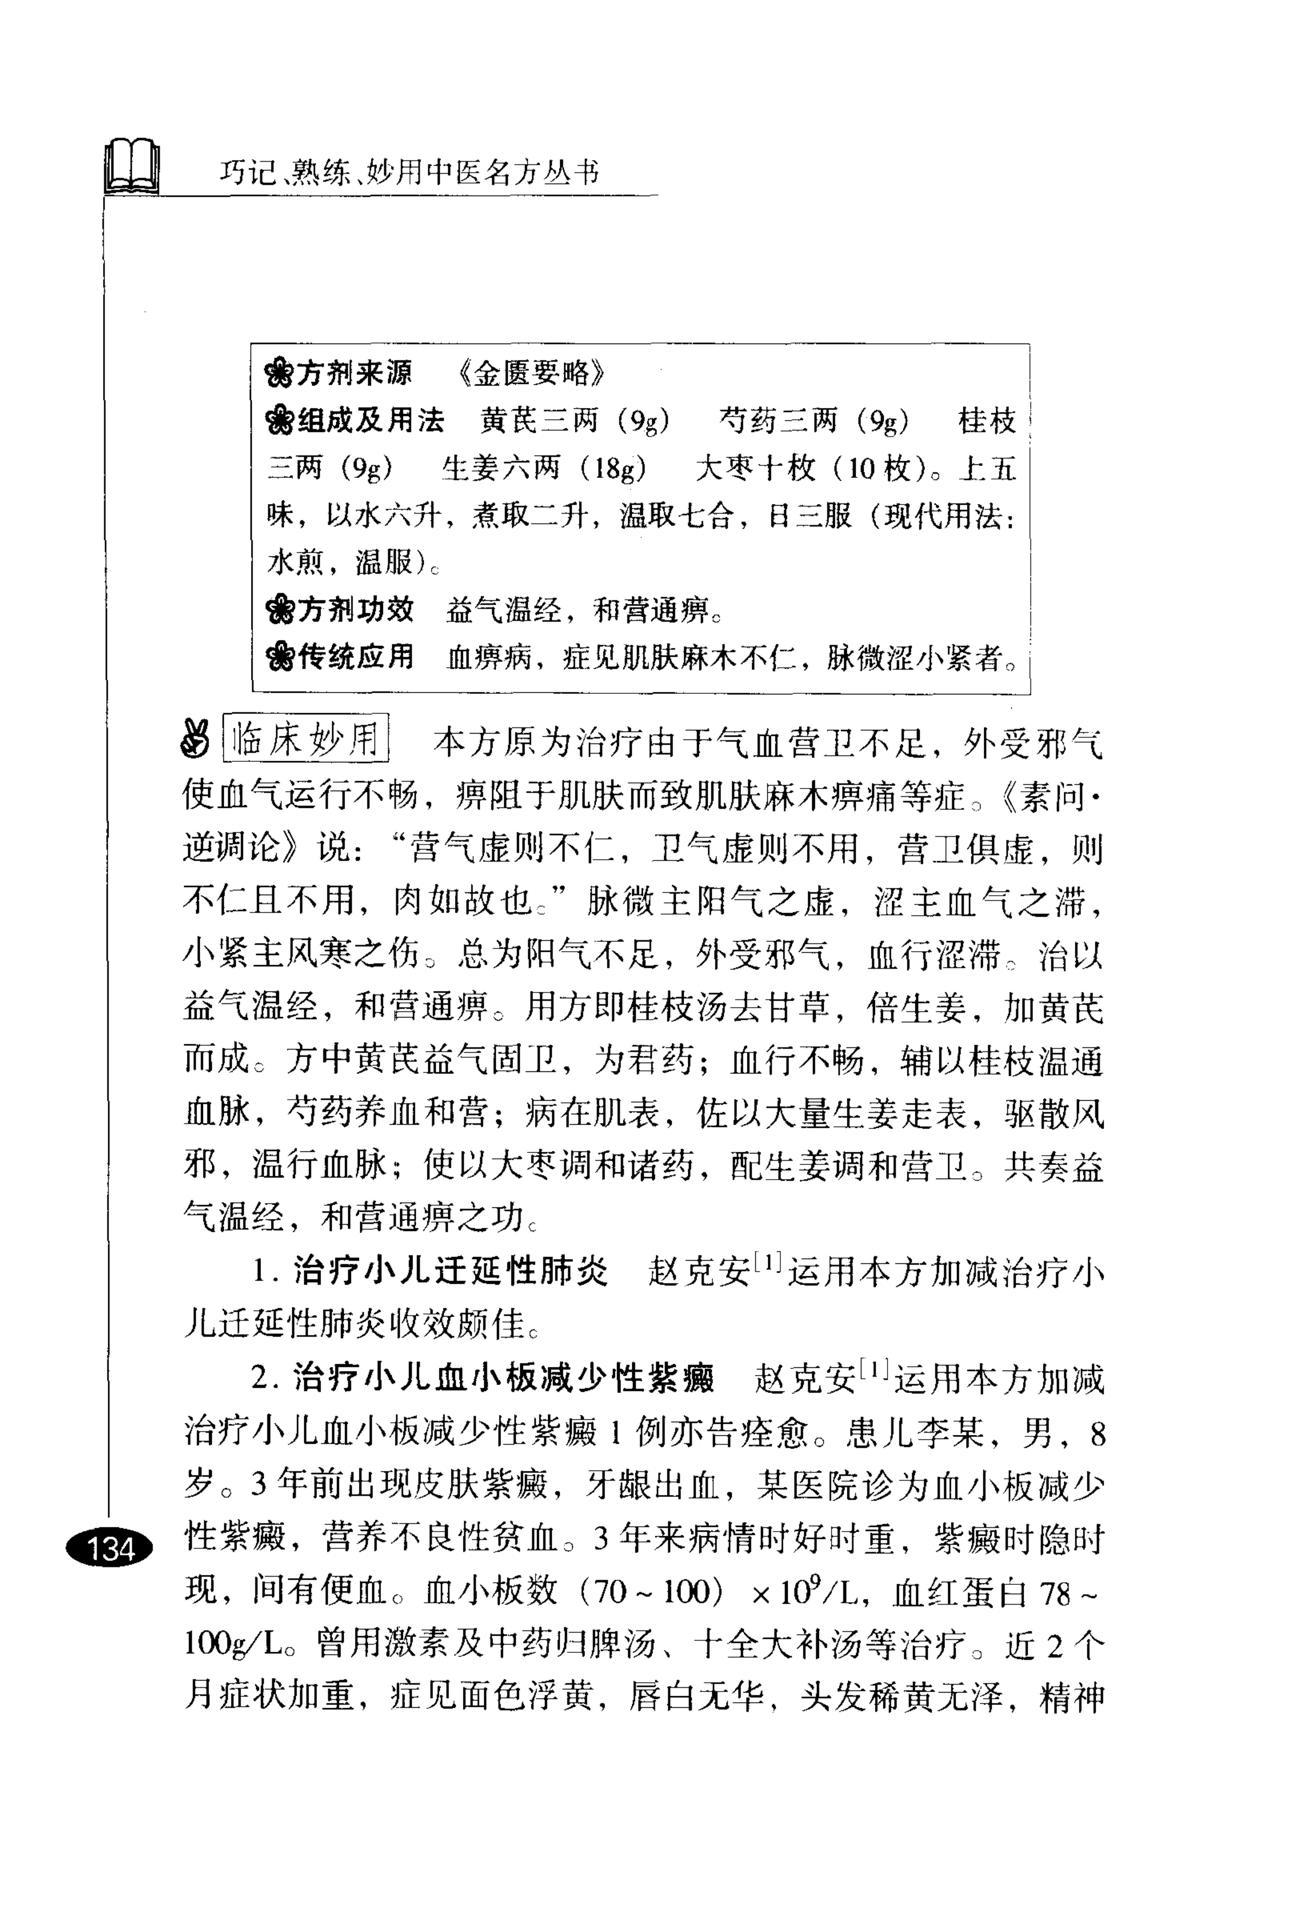 巧记、熟练、妙用中医名方丛书
方剂来源 《金匮要略》
组成及用法 黄芪三两（9g） 芍药三两（9g） 桂枝
三两（9g） 生姜六两（18g） 大枣十枚（10枚）。上五
味，以水六升，煮取二升，温取七合，日三服（现代用法：
水煎，温服）。
方剂功效 益气温经，和营通痹。
传统应用 血痹病，症见肌肤麻木不仁，脉微涩小紧者。
临床妙用 本方原为治疗由于气血营卫不足，外受邪气
使血气运行不畅，痹阻于肌肤而致肌肤麻木痹痛等症。《素问·
逆调论》说：“营气虚则不仁，卫气虚则不用，营卫俱虚，则
不仁且不用，肉如故也。”脉微主阳气之虚，涩主血气之滞，
小紧主风寒之伤。总为阳气不足，外受邪气，血行涩滞。治以
益气温经，和营通痹。用方即桂枝汤去甘草，倍生姜，加黄芪
而成。方中黄芪益气固卫，为君药；血行不畅，辅以桂枝温通
血脉，芍药养血和营；病在肌表，佐以大量生姜走表，驱散风
邪，温行血脉；使以大枣调和诸药，配生姜调和营卫。共奏益
气温经，和营通痹之功。
1. 治疗小儿迁延性肺炎 赵克安[1]运用本方加减治疗小
儿迁延性肺炎收效颇佳。
2. 治疗小儿血小板减少性紫癜 赵克安[1]运用本方加减
治疗小儿血小板减少性紫癜1例亦告痊愈。患儿李某，男，8
岁。3年前出现皮肤紫癜，牙龈出血，某医院诊为血小板减少
性紫癜，营养不良性贫血。3年来病情时好时重，紫癜时隐时
现，间有便血。血小板数（70～100）×10⁹/L，血红蛋白78～
100g/L。曾用激素及中药归脾汤、十全大补汤等治疗。近2个
月症状加重，症见面色浮黄，唇白无华，头发稀黄无泽，精神
134